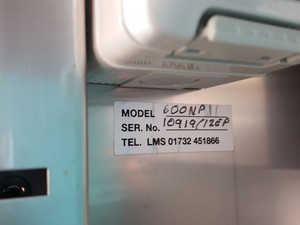 MODEL 600NP11
SER. No. 10919/12EP
TEL. LMS 01732 451866